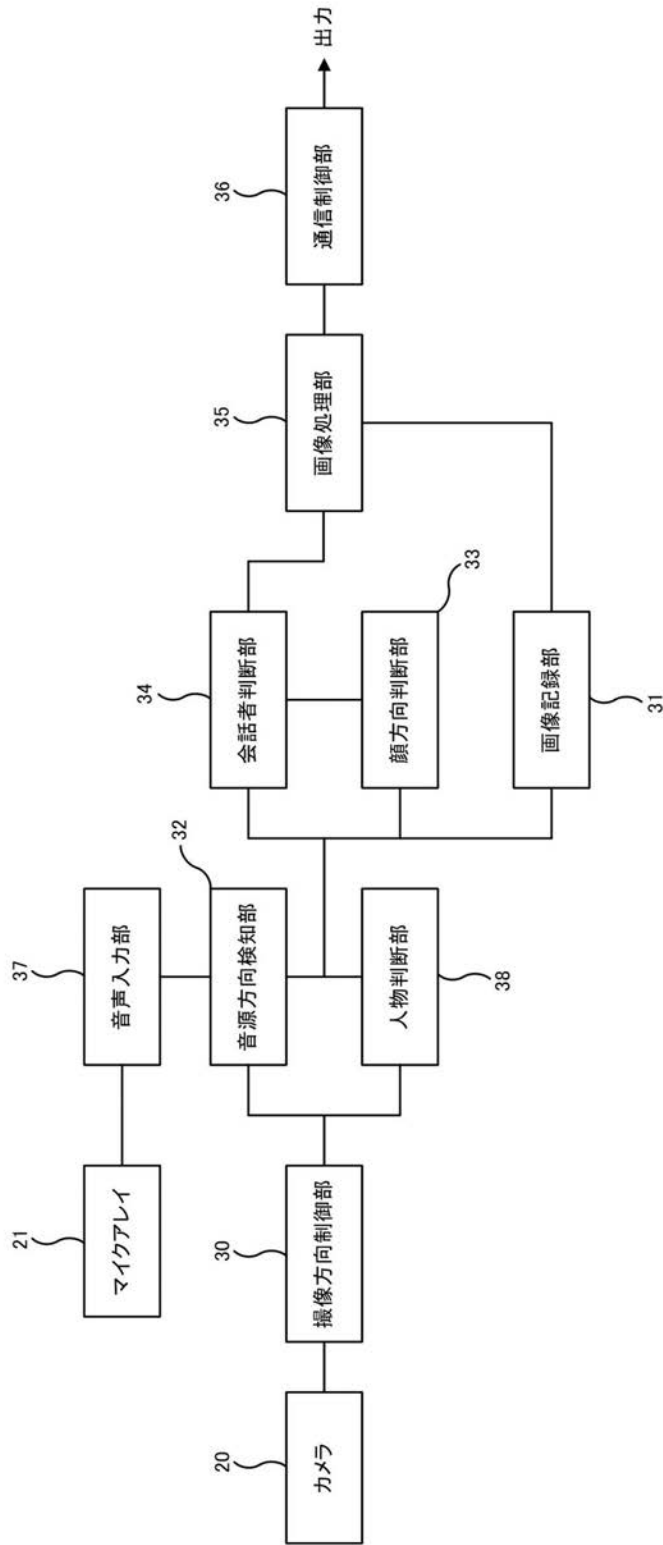 カメラ
20
撮像方向制御部
30
マイクアレイ
21
音声入力部
37
音源方向検知部
32
人物判断部
38
会話者判断部
34
顔方向判断部
33
画像記録部
31
画像処理部
35
通信制御部
36
出力